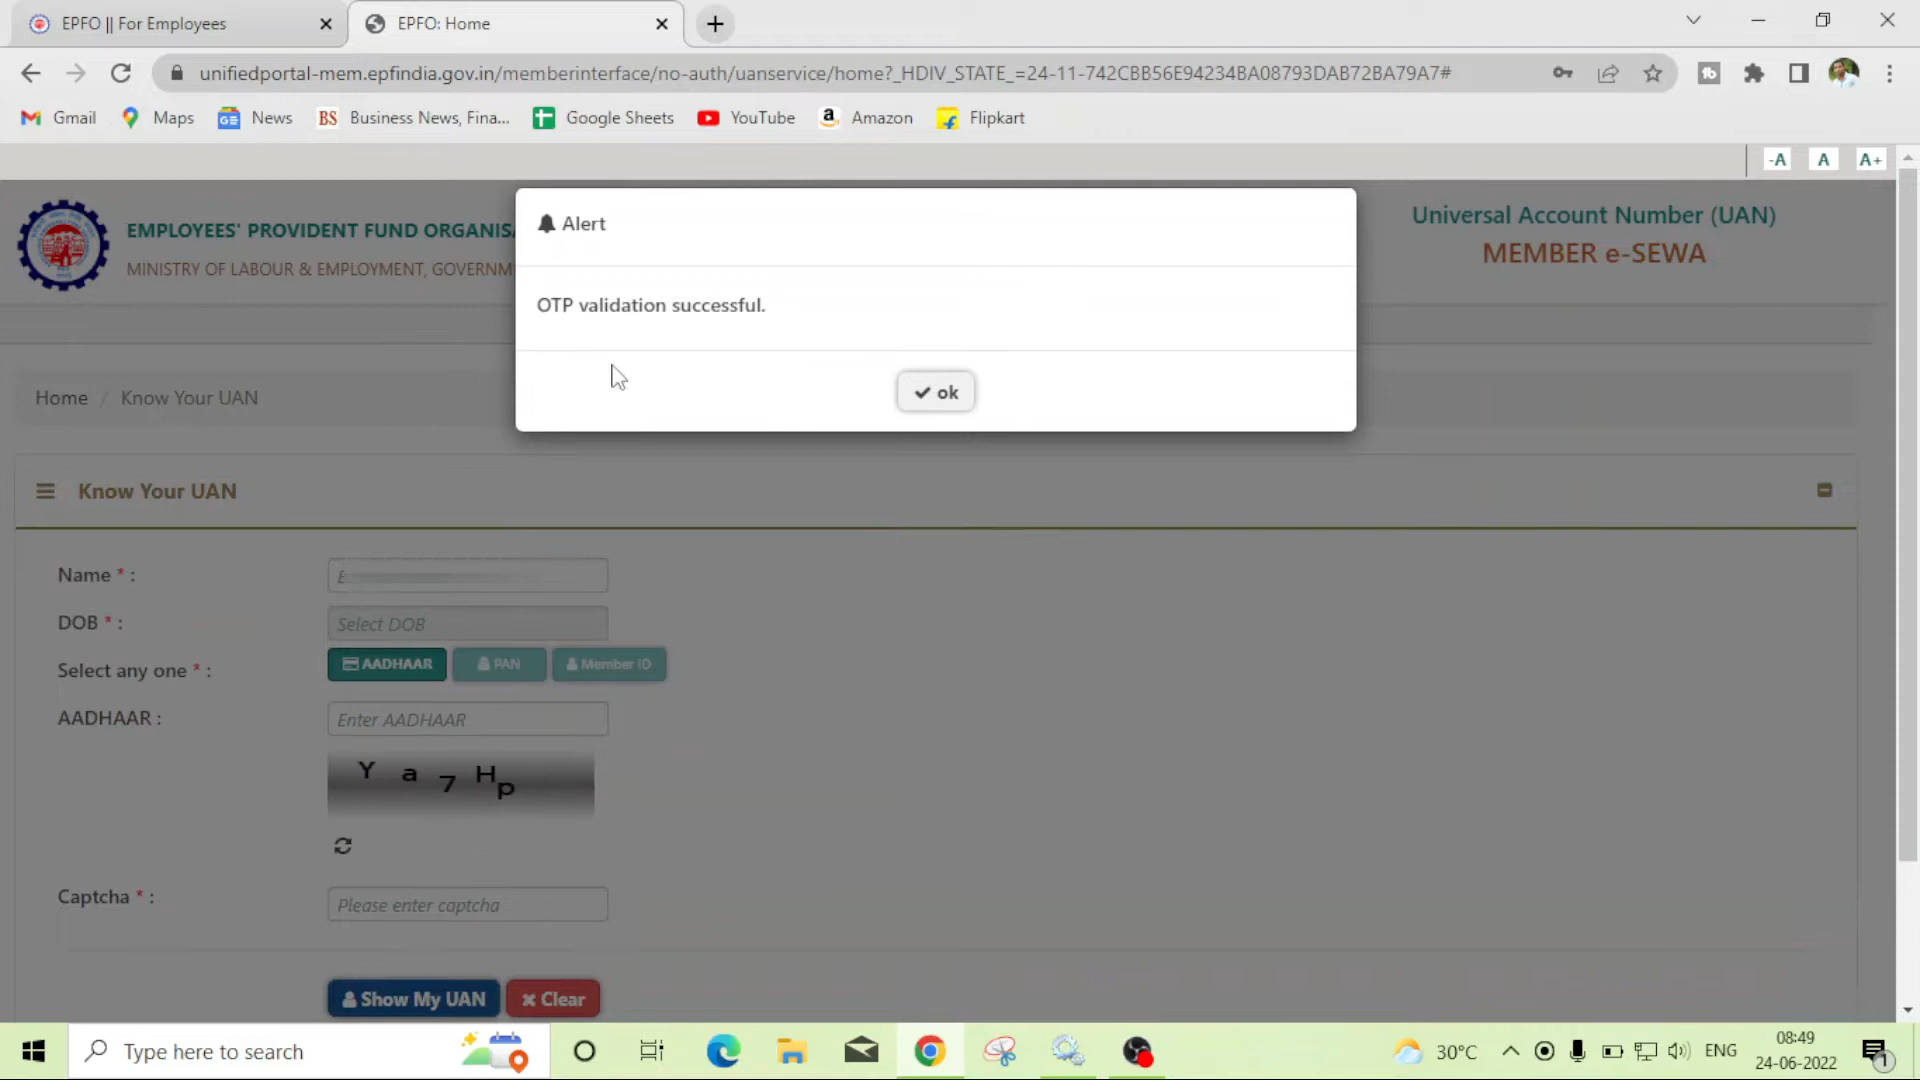 EPFO || For Employees
EPFO: Home
unifiedportal-mem.epfindia.gov.in/memberinterface/no-auth/uanservice/home?_HDIV_STATE_=24-11-742CBB56E94234BA08793DAB72BA79A7#
Gmail Maps News BS Business News, Fina... Google Sheets YouTube Amazon Flipkart
-A A A+
EMPLOYEES' PROVIDENT FUND ORGANISA
MINISTRY OF LABOUR & EMPLOYMENT, GOVERNM
Universal Account Number (UAN)
MEMBER e-SEWA
Alert
OTP validation successful.
ok
Home / Know Your UAN
Know Your UAN
Name * :
DOB * : Select DOB
Select any one * : AADHAAR PAN Member ID
AADHAAR : Enter AADHAAR
Y a 7 H p
Captcha * : Please enter captcha
Show My UAN Clear
Type here to search
30°C
ENG
08:49
24-06-2022
1